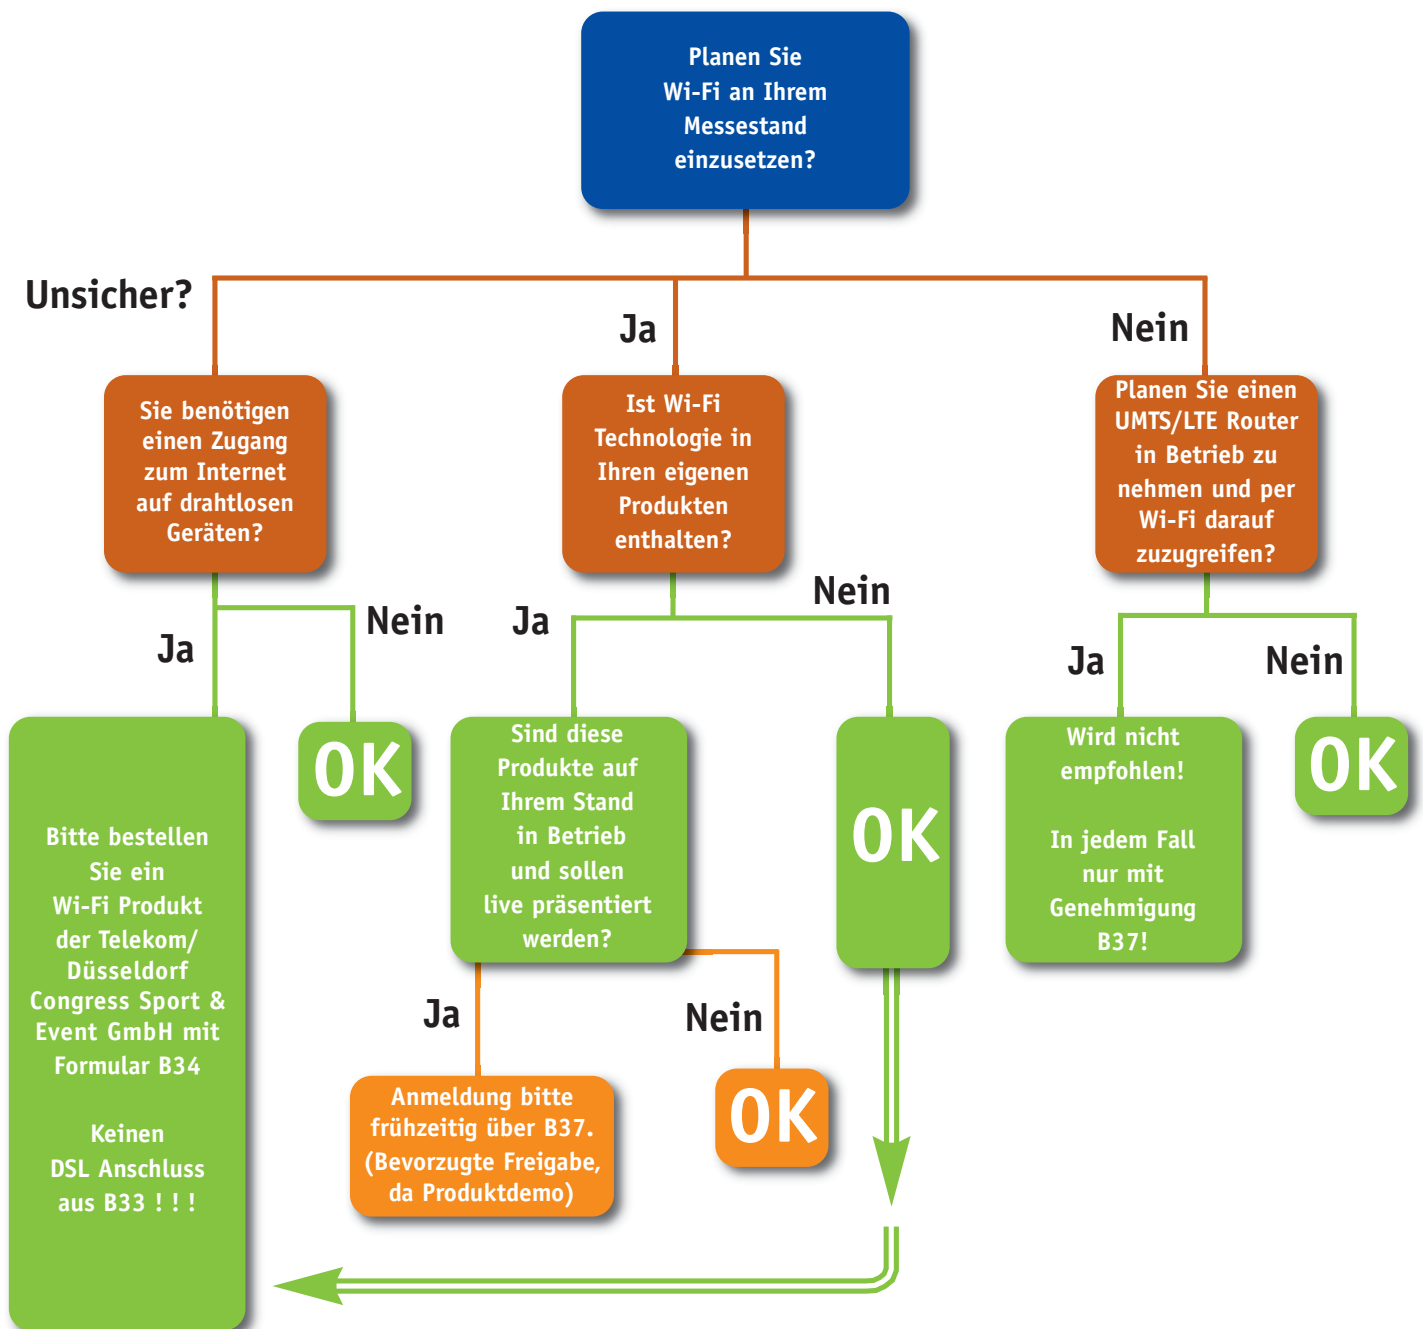 Planen Sie
Wi-Fi an Ihrem
Messestand
einzusetzen?
Unsicher?
Ja
Nein
Sie benötigen
einen Zugang
zum Internet
auf drahtlosen
Geräten?
Ist Wi-Fi
Technologie in
Ihren eigenen
Produkten
enthalten?
Planen Sie einen
UMTS/LTE Router
in Betrieb zu
nehmen und per
Wi-Fi darauf
zuzugreifen?
Ja
Nein
Ja
Nein
Ja
Nein
Bitte bestellen
Sie ein
Wi-Fi Produkt
der Telekom/
Düsseldorf
Congress Sport &
Event GmbH mit
Formular B34
Keinen
DSL Anschluss
aus B33 ! ! !
OK
Sind diese
Produkte auf
Ihrem Stand
in Betrieb
und sollen
live präsentiert
werden?
OK
Wird nicht
empfohlen!
In jedem Fall
nur mit
Genehmigung
B37!
OK
Ja
Nein
Anmeldung bitte
frühzeitig über B37.
(Bevorzugte Freigabe,
da Produktdemo)
OK